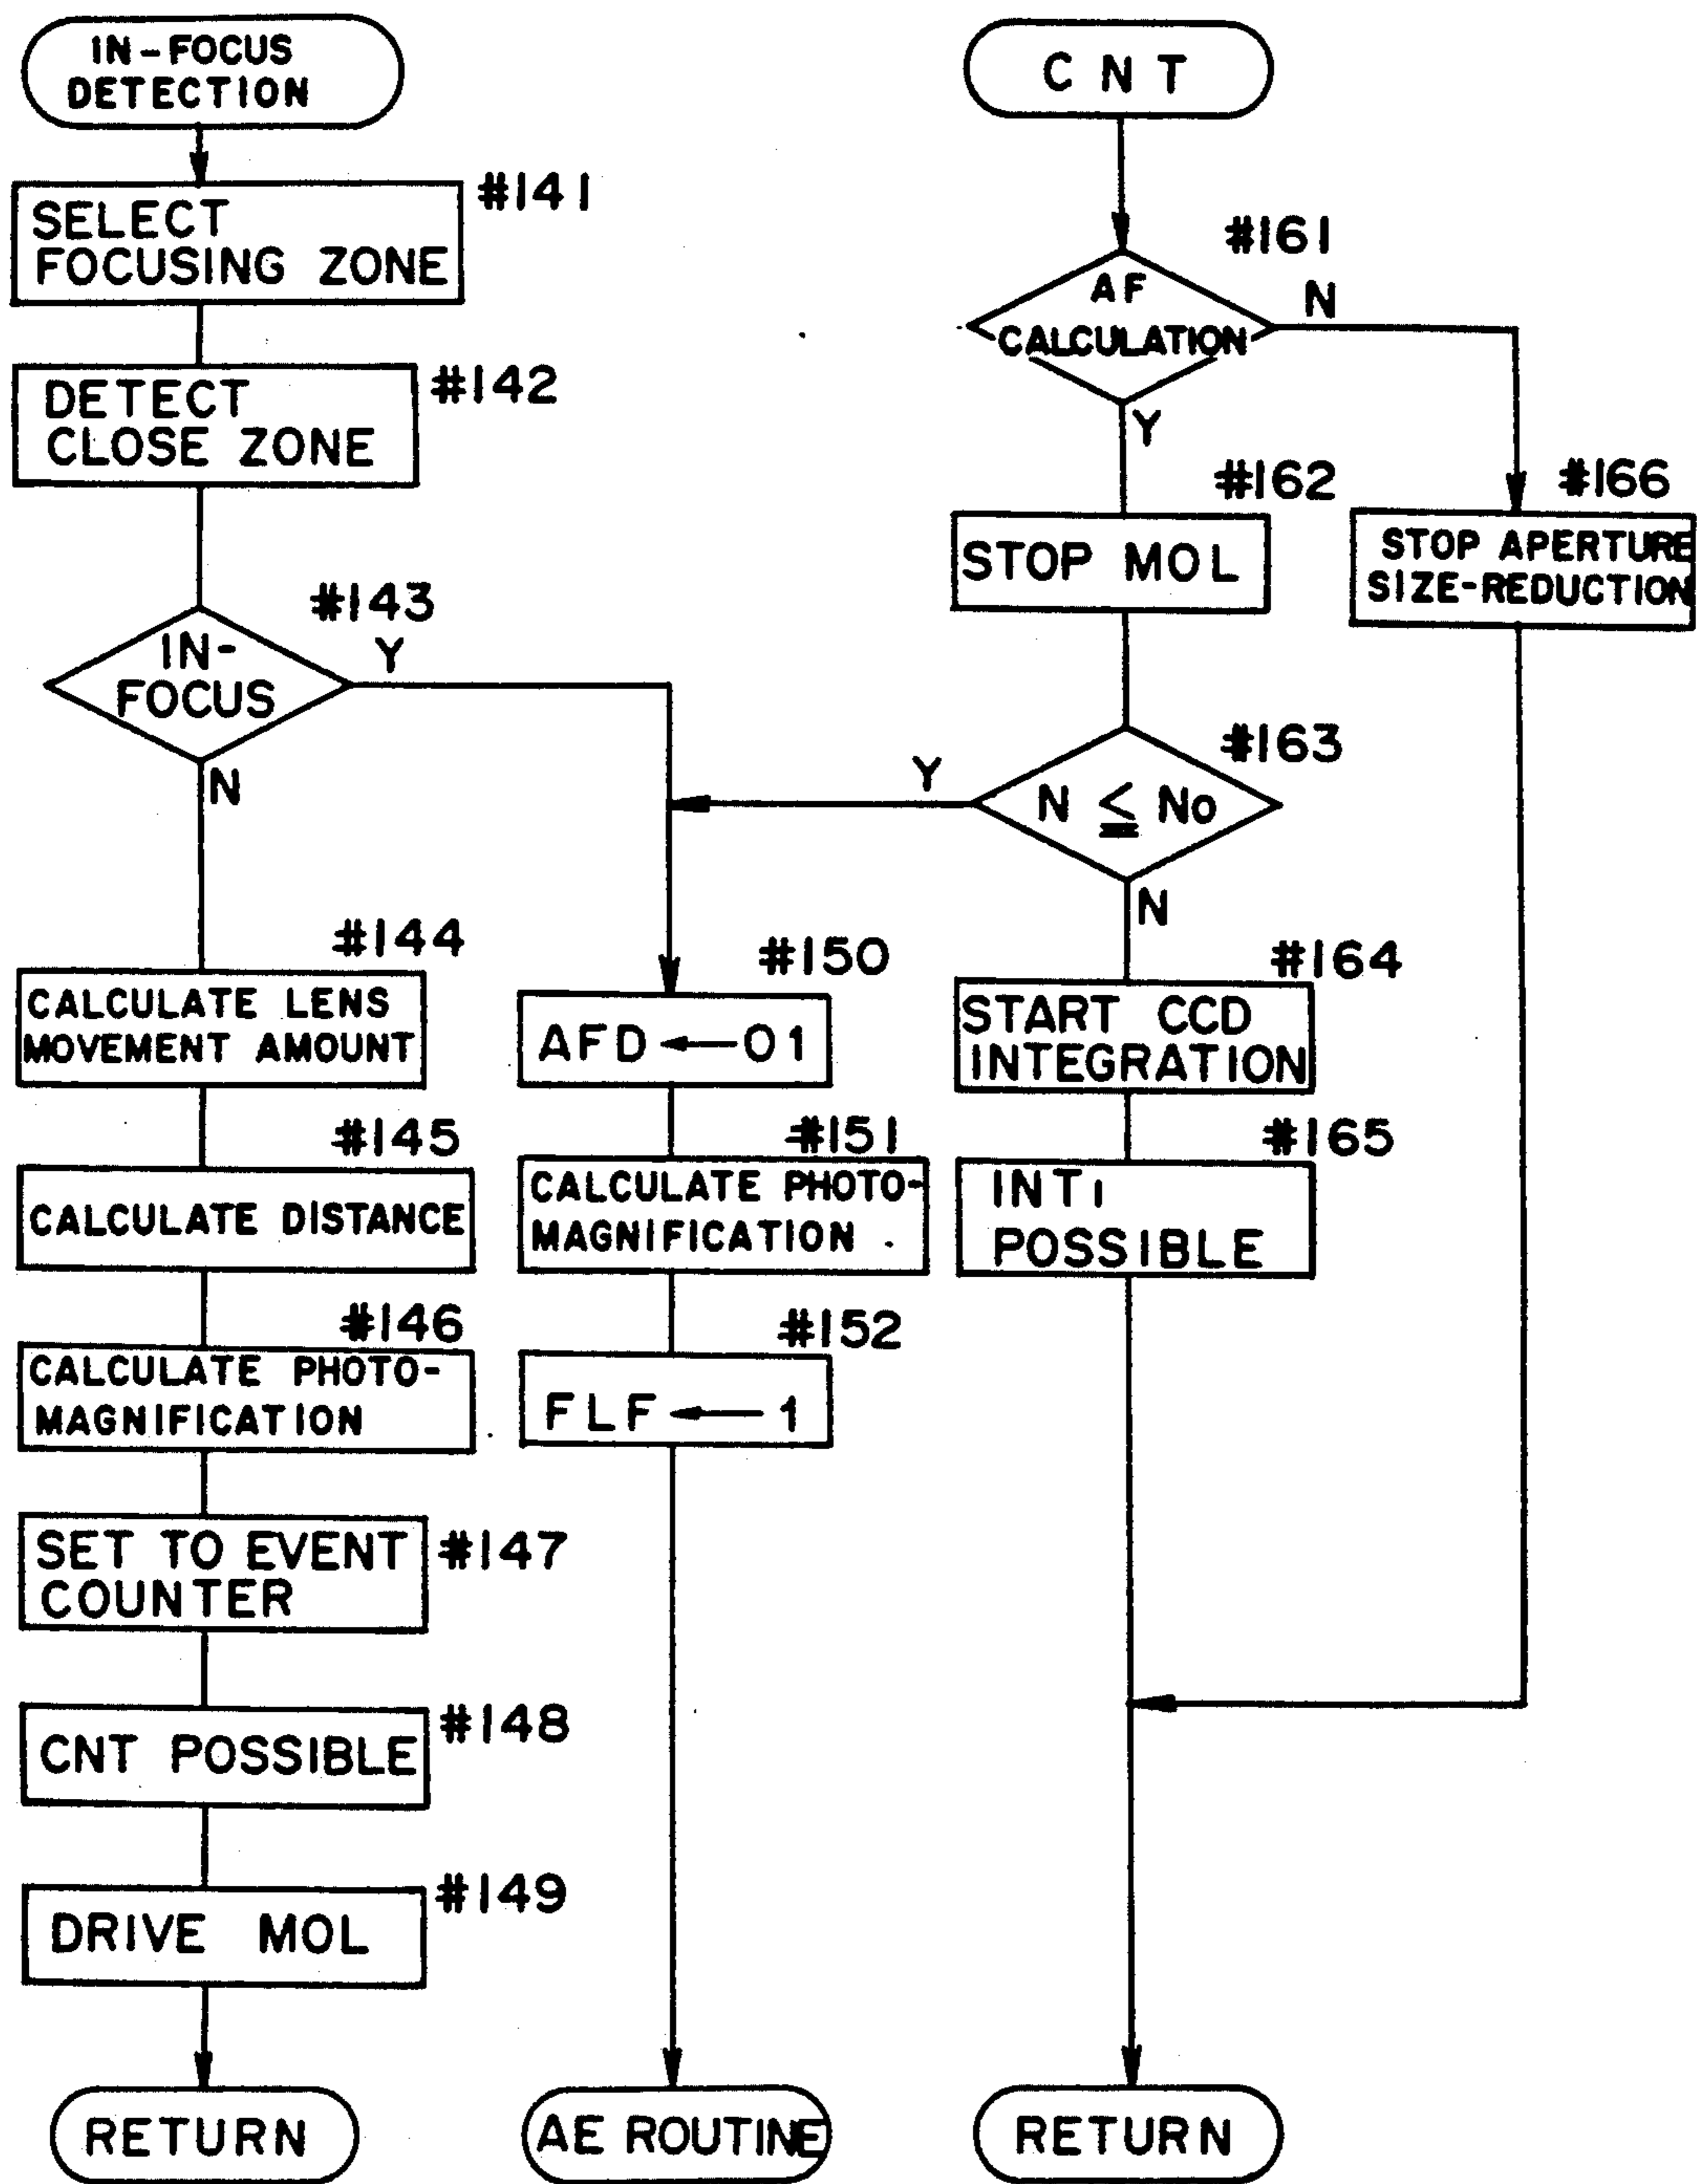 IN-FOCUS
DETECTION
#141
SELECT
FOCUSING ZONE
#142
DETECT
CLOSE ZONE
#143
IN-
FOCUS
Y
N
#144
CALCULATE LENS
MOVEMENT AMOUNT
#145
CALCULATE DISTANCE
#146
CALCULATE PHOTO-
MAGNIFICATION
#147
SET TO EVENT
COUNTER
#148
CNT POSSIBLE
#149
DRIVE MOL
RETURN
#150
AFD ← 01
#151
CALCULATE PHOTO-
MAGNIFICATION
#152
FLF ← 1
AE ROUTINE
CNT
#161
AF
CALCULATION
N
Y
#162
STOP MOL
#163
N ≦ No
Y
N
#164
START CCD
INTEGRATION
#165
INT1
POSSIBLE
RETURN
#166
STOP APERTURE
SIZE-REDUCTION